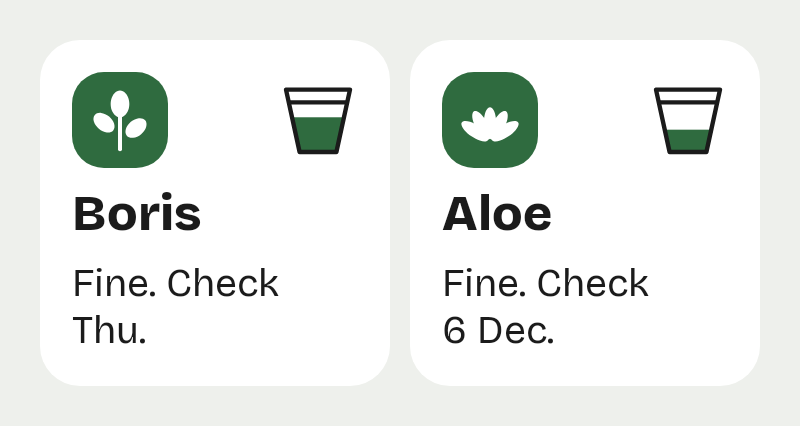 Boris
Fine. Check
Thu.
Aloe
Fine. Check
6 Dec.